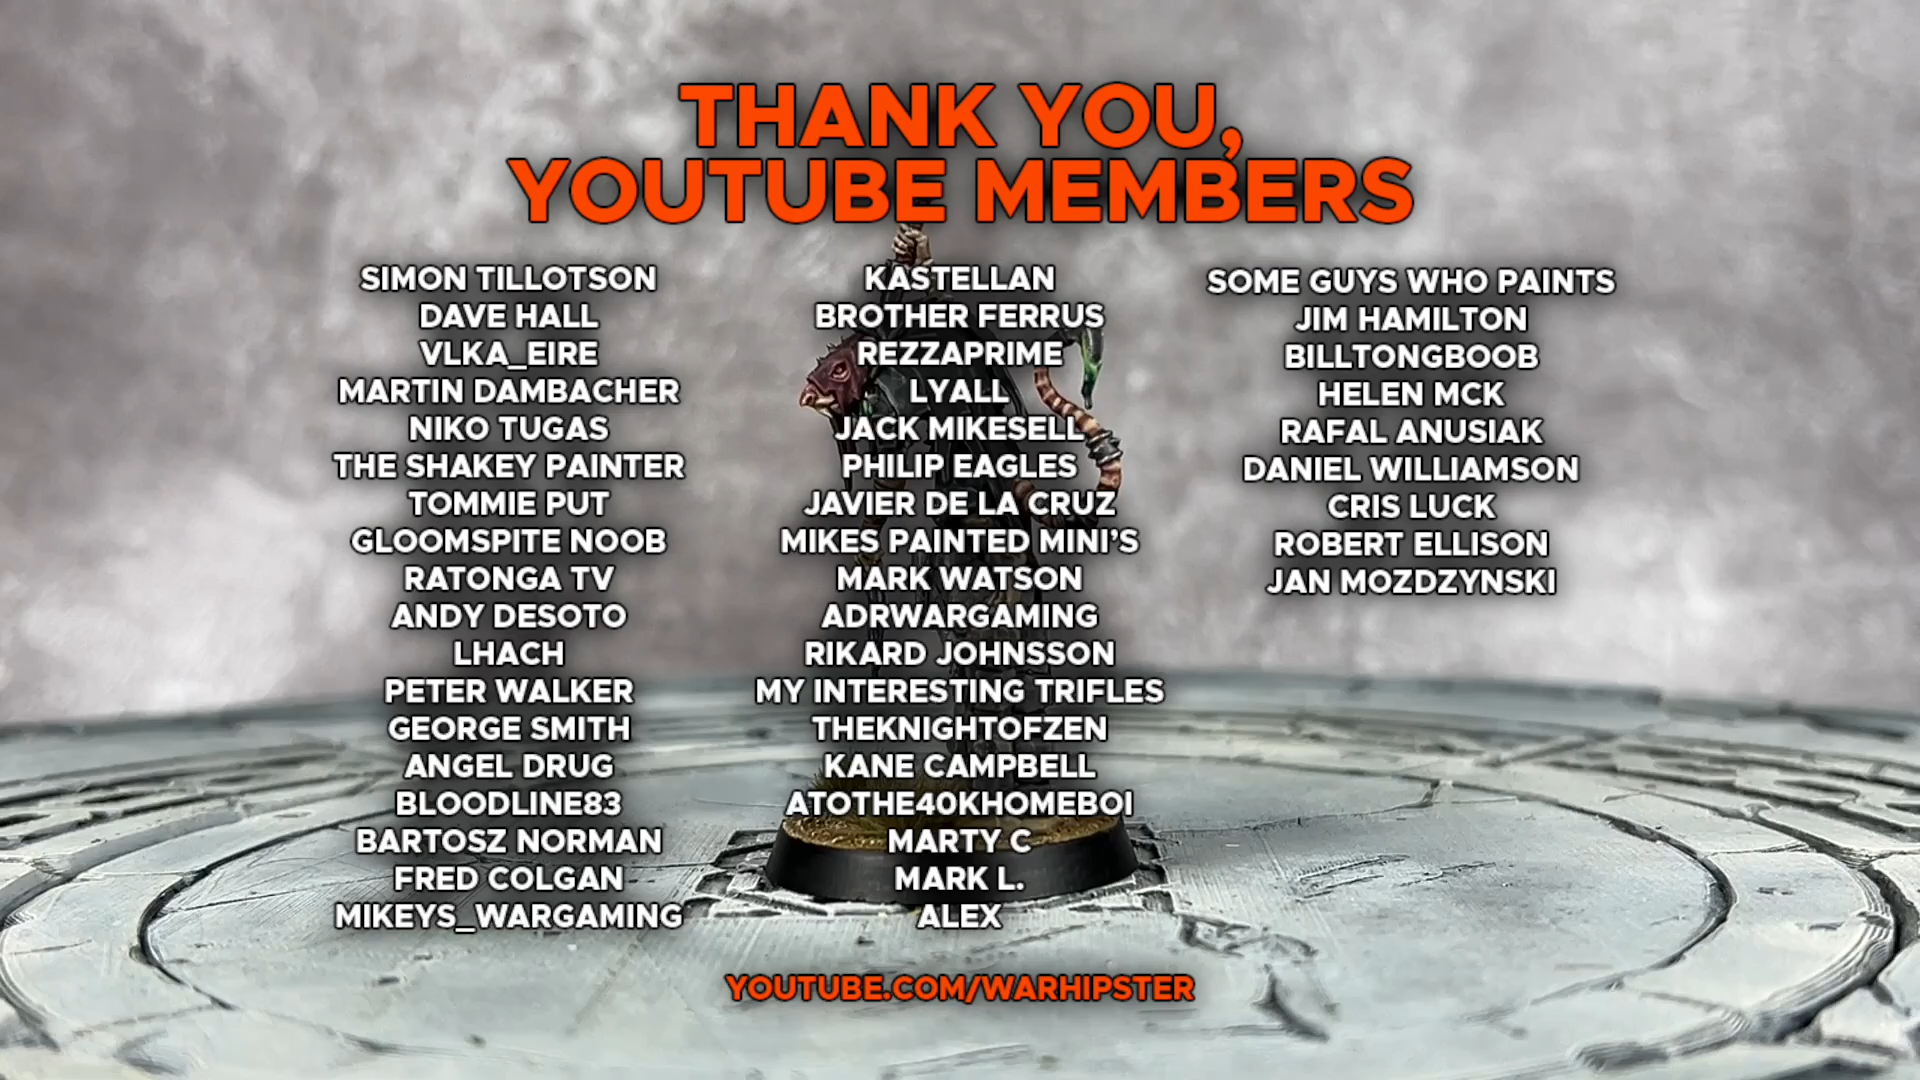 THANK YOU,
YOUTUBE MEMBERS
SIMON TILLOTSON
DAVE HALL
VLKA_EIRE
MARTIN DAMBACHER
NIKO TUGAS
THE SHAKEY PAINTER
TOMMIE PUT
GLOOMSPITE NOOB
RATONGA TV
ANDY DESOTO
LHACH
PETER WALKER
GEORGE SMITH
ANGEL DRUG
BLOODLINE83
BARTOSZ NORMAN
FRED COLGAN
MIKEYS_WARGAMING
KASTELLAN
BROTHER FERRUS
REZZAPRIME
LYALL
JACK MIKESELL
PHILIP EAGLES
JAVIER DE LA CRUZ
MIKES PAINTED MINI’S
MARK WATSON
ADRWARGAMING
RIKARD JOHNSSON
MY INTERESTING TRIFLES
THEKNIGHTOFZEN
KANE CAMPBELL
ATOTHE40KHOMEBOI
MARTY C
MARK L.
ALEX
SOME GUYS WHO PAINTS
JIM HAMILTON
BILLTONGBOOB
HELEN MCK
RAFAL ANUSIAK
DANIEL WILLIAMSON
CRIS LUCK
ROBERT ELLISON
JAN MOZDZYNSKI
YOUTUBE.COM/WARHIPSTER